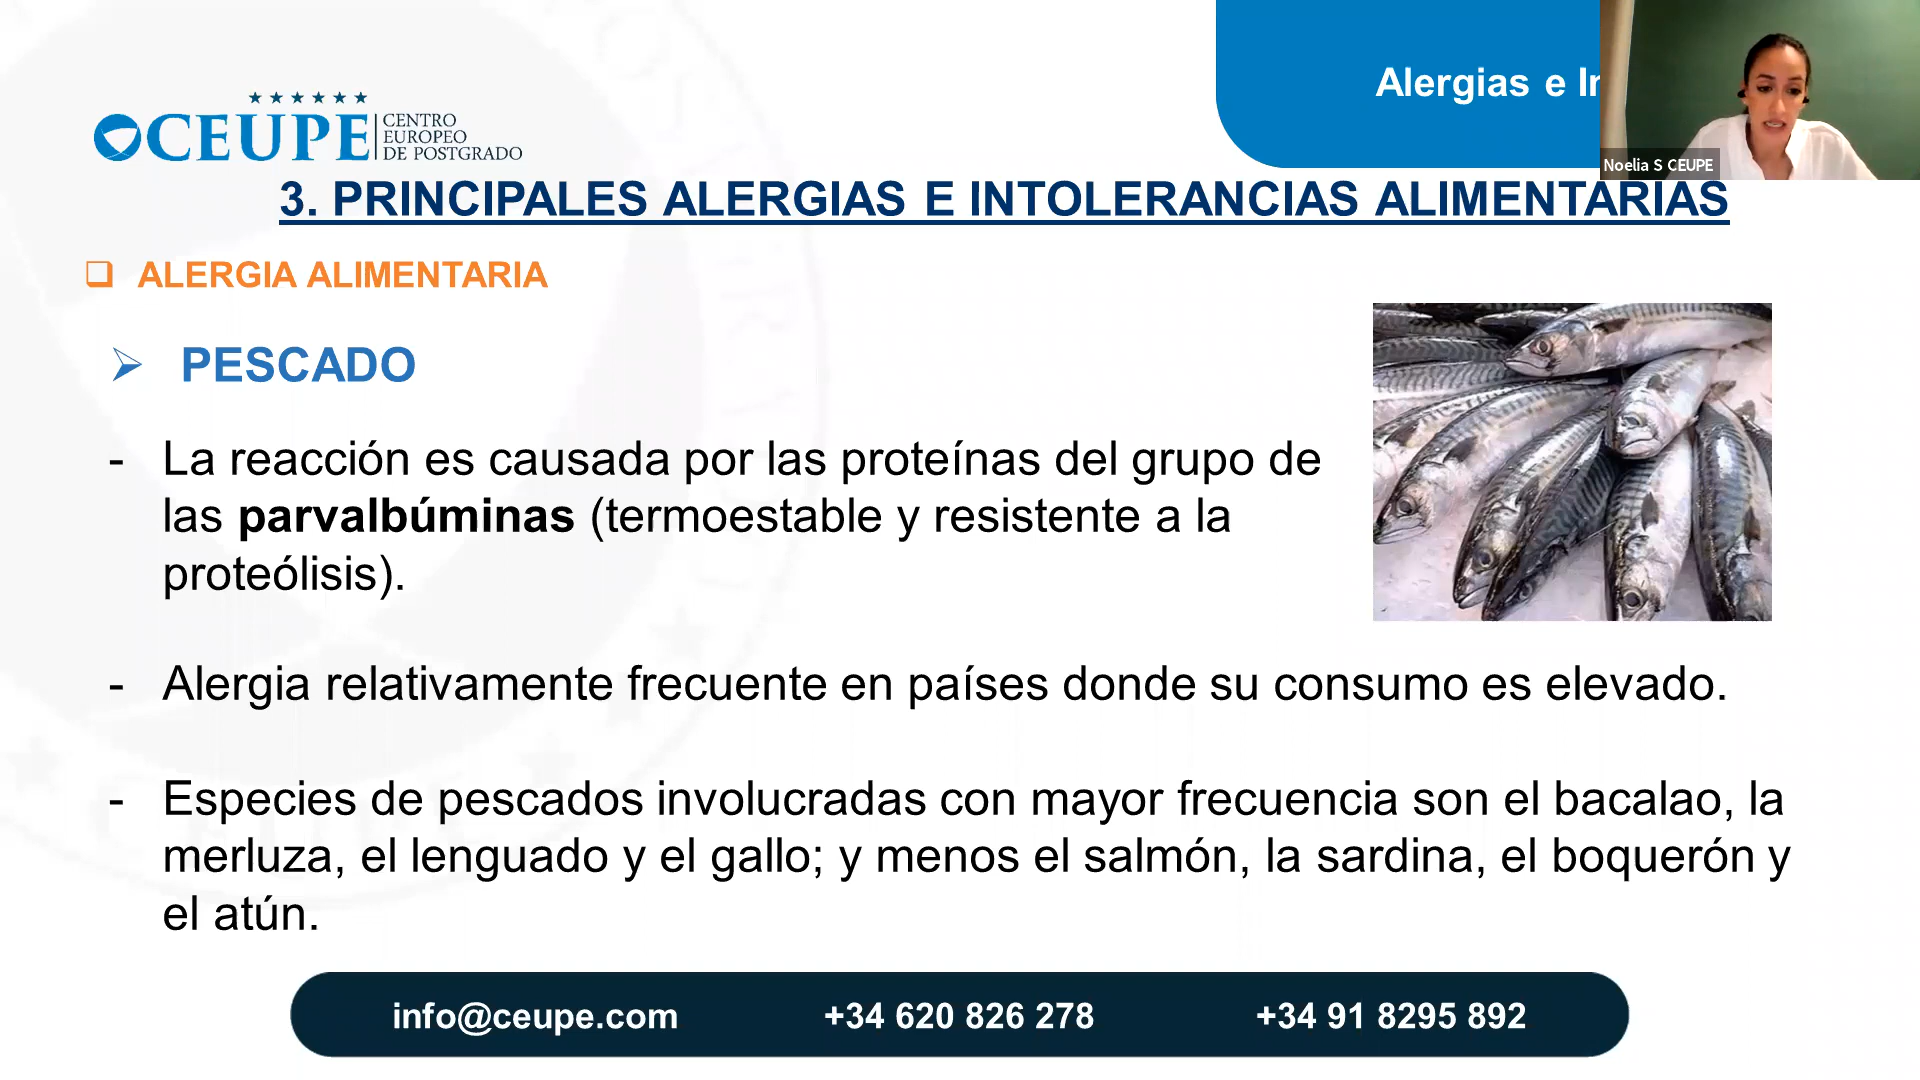 Alergias e In
CEUPE
CENTRO
EUROPEO
DE POSTGRADO
Noelia S CEUPE
3. PRINCIPALES ALERGIAS E INTOLERANCIAS ALIMENTARIAS
ALERGIA ALIMENTARIA
PESCADO
- La reacción es causada por las proteínas del grupo de
las parvalbúminas (termoestable y resistente a la
proteólisis).
- Alergia relativamente frecuente en países donde su consumo es elevado.
- Especies de pescados involucradas con mayor frecuencia son el bacalao, la
merluza, el lenguado y el gallo; y menos el salmón, la sardina, el boquerón y
el atún.
info@ceupe.com +34 620 826 278 +34 91 8295 892